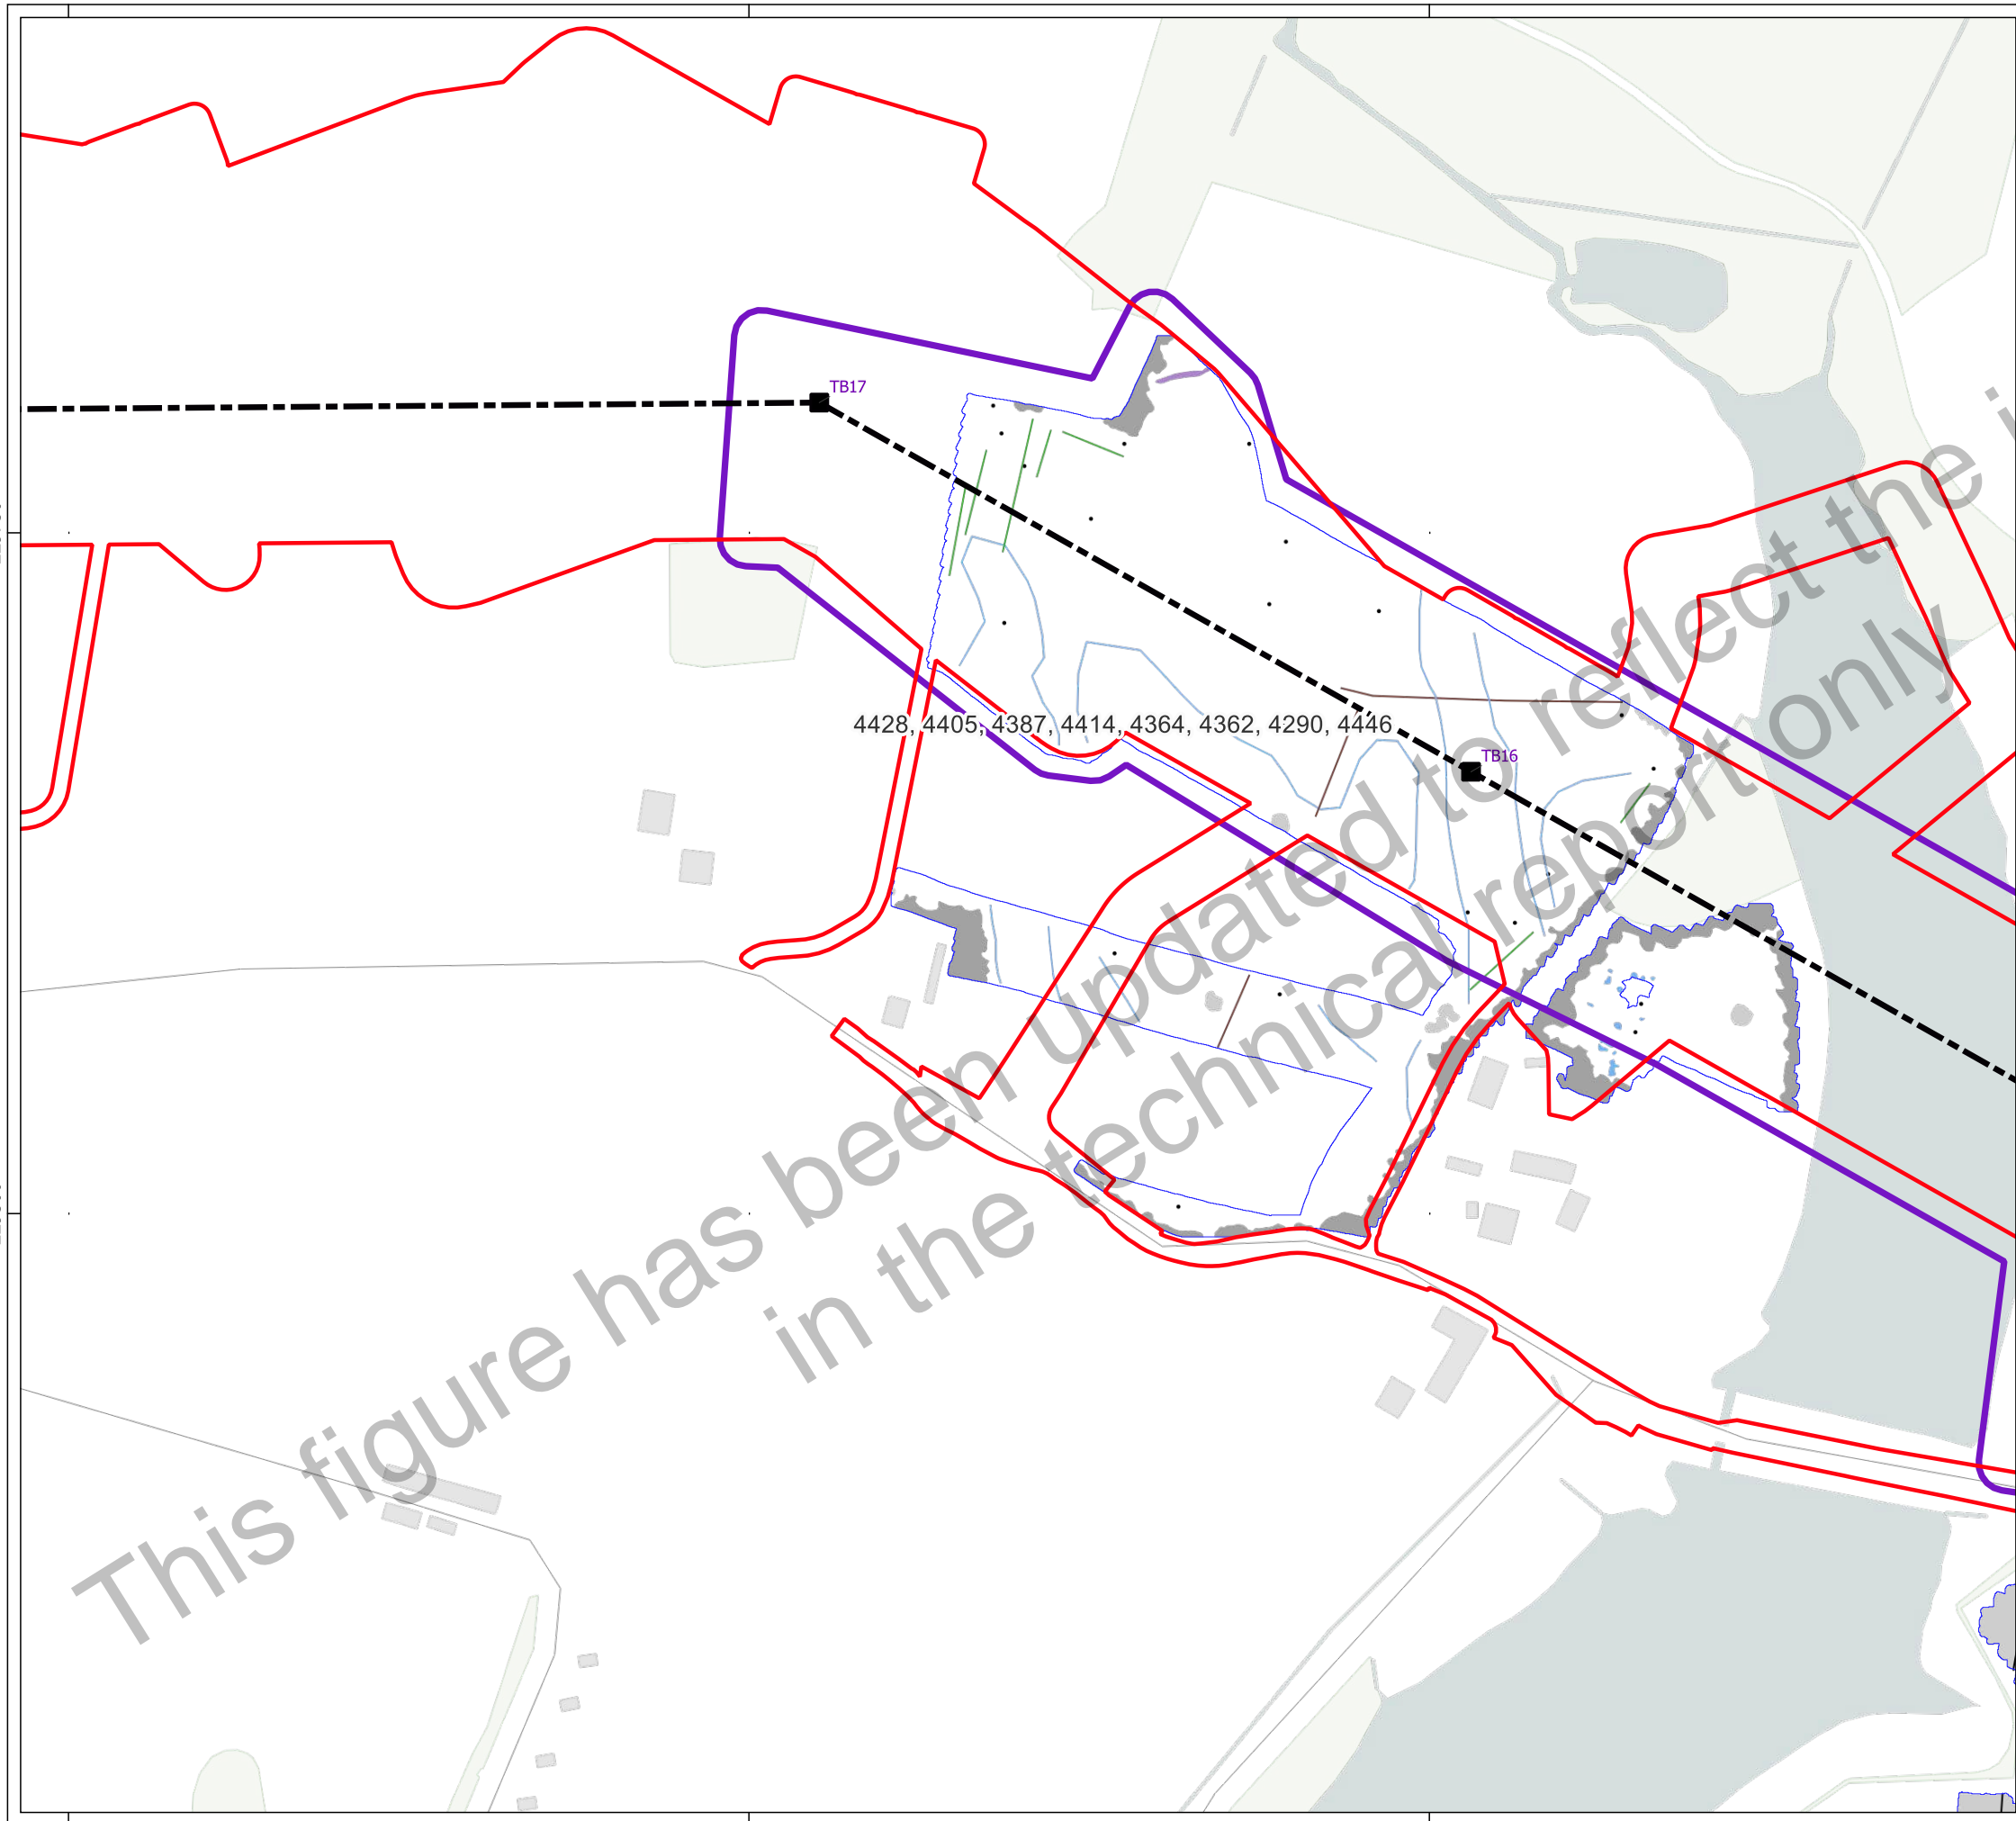 TB17
4428, 4405, 4387, 4414, 4364, 4362, 4290, 4446
TB16
This figure has been updated to reflect the i
in the technical report only